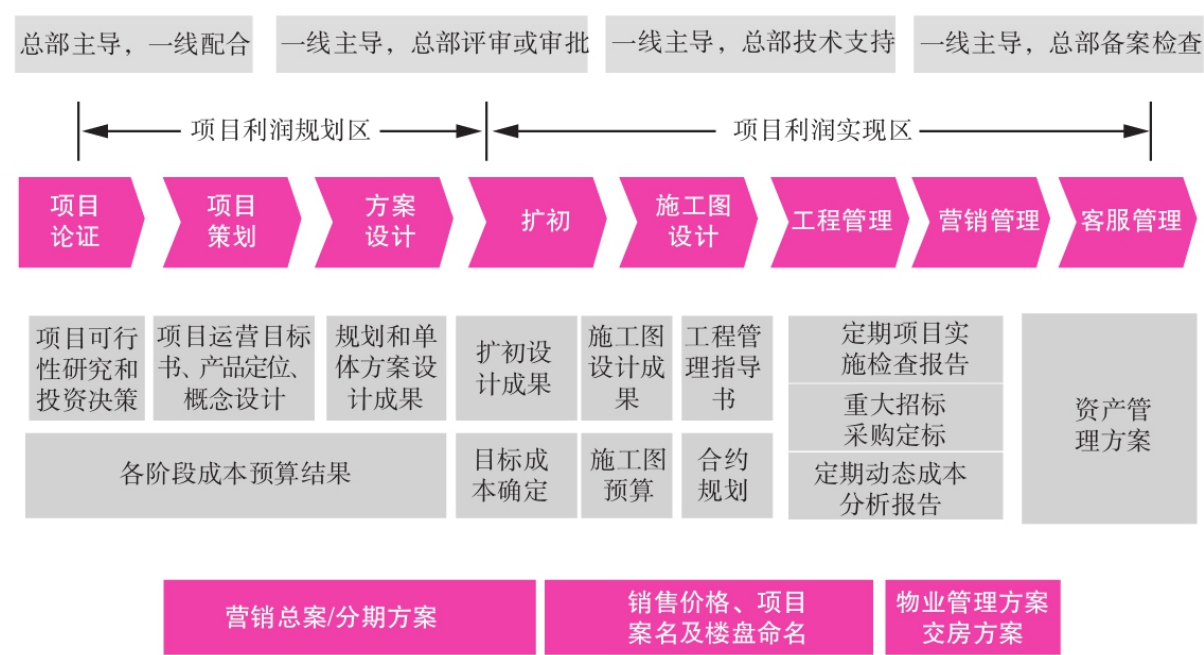 总部主导，一线配合
一线主导，总部评审或审批
一线主导，总部技术支持
一线主导，总部备案检查
项目利润规划区
项目利润实现区
项目
论证
项目
策划
方案
设计
扩初
施工图
设计
工程管理
营销管理
客服管理
项目可行
性研究和
投资决策
项目运营目标
书、产品定位、
概念设计
规划和单
体方案设
计成果
扩初设
计成果
施工图
设计成
果
工程管
理指导
书
定期项目实
施检查报告
重大招标
采购定标
定期动态成本
分析报告
资产管
理方案
各阶段成本预算结果
目标成
本确定
施工图
预算
合约
规划
营销总案/分期方案
销售价格、项目
案名及楼盘命名
物业管理方案
交房方案